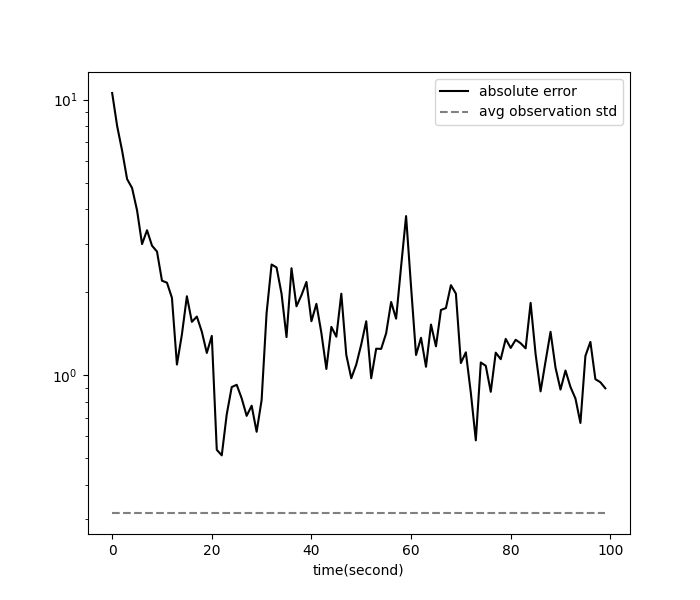 absolute error
avg observation std
10¹
10⁰
0 20 40 60 80 100
time(second)